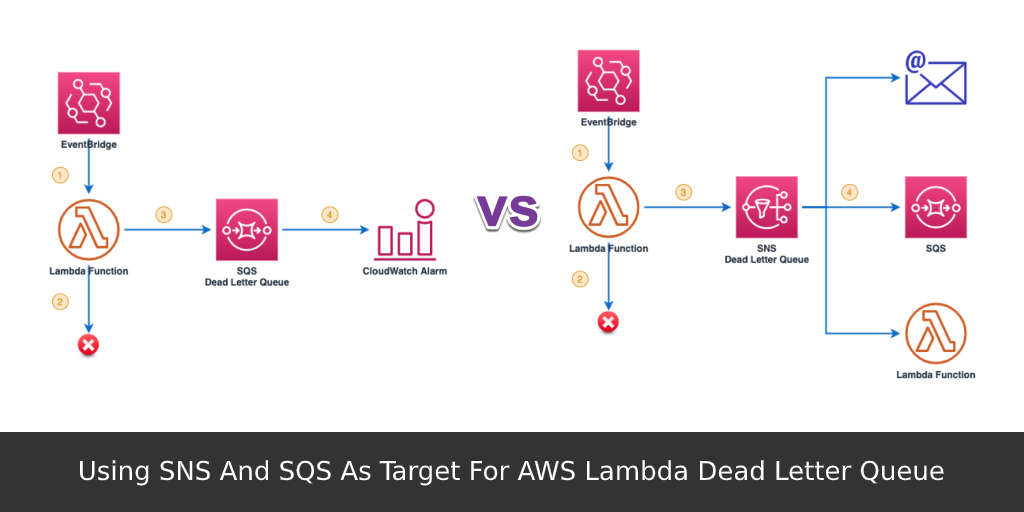 EventBridge
1
Lambda Function
3
SQS
Dead Letter Queue
4
CloudWatch Alarm
2
VS
EventBridge
1
Lambda Function
3
SNS
Dead Letter Queue
4
@
SQS
2
Lambda Function
Using SNS And SQS As Target For AWS Lambda Dead Letter Queue